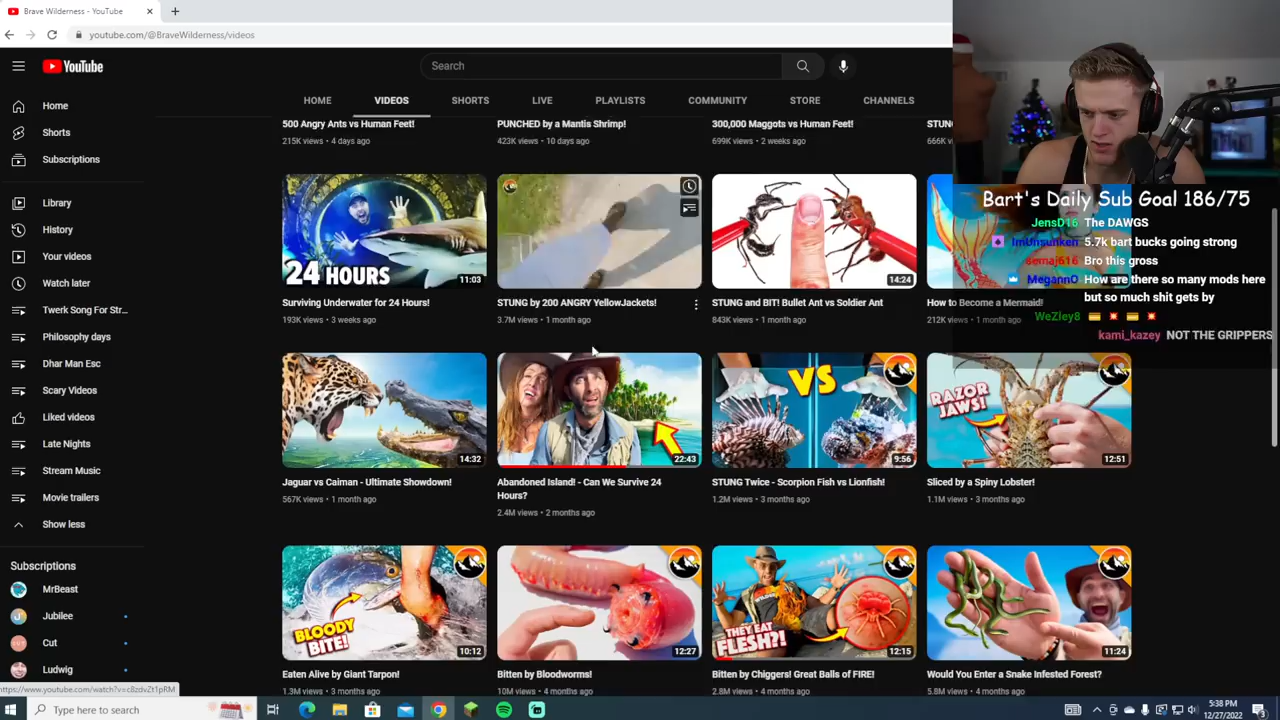 Brave Wilderness - YouTube
youtube.com/@BraveWilderness/videos
YouTube
Search
HOME
VIDEOS
SHORTS
LIVE
PLAYLISTS
COMMUNITY
STORE
CHANNELS
Home
Shorts
Subscriptions
Library
History
Your videos
Watch later
Twerk Song For Str...
Philosophy days
Dhar Man Esc
Scary Videos
Liked videos
Late Nights
Stream Music
Movie trailers
Show less
Subscriptions
MrBeast
Jubilee
Cut
Ludwig
500 Angry Ants vs Human Feet!
215K views • 4 days ago
PUNCHED by a Mantis Shrimp!
423K views • 10 days ago
300,000 Maggots vs Human Feet!
699K views • 2 weeks ago
STUNG
666K v
24 HOURS
11:03
Surviving Underwater for 24 Hours!
193K views • 3 weeks ago
STUNG by 200 ANGRY YellowJackets!
3.7M views • 1 month ago
14:24
STUNG and BIT! Bullet Ant vs Soldier Ant
843K views • 1 month ago
How to Become a Mermaid!
212K views • 1 month ago
14:32
Jaguar vs Caiman - Ultimate Showdown!
567K views • 1 month ago
22:43
Abandoned Island! - Can We Survive 24
Hours?
2.4M views • 2 months ago
VS
9:56
STUNG Twice - Scorpion Fish vs Lionfish!
1.2M views • 3 months ago
RAZOR
JAWS!
12:51
Sliced by a Spiny Lobster!
1.1M views • 3 months ago
BLOODY
BITE!
10:12
Eaten Alive by Giant Tarpon!
1.3M views • 3 months ago
12:27
Bitten by Bloodworms!
10M views • 4 months ago
THEY EAT
FLESH?!
12:15
Bitten by Chiggers! Great Balls of FIRE!
2.8M views • 4 months ago
11:24
Would You Enter a Snake Infested Forest?
5.8M views • 4 months ago
Bart's Daily Sub Goal 186/75
JensD16 The DAWGS
ImUnsunken 5.7k bart bucks going strong
semaj616 Bro this gross
MegannO How are there so many mods here
but so much shit gets by
WeZley8
kami_kazey NOT THE GRIPPERS
https://www.youtube.com/watch?v=c8zdvZt1pRM
Type here to search
5:38 PM
12/27/2022